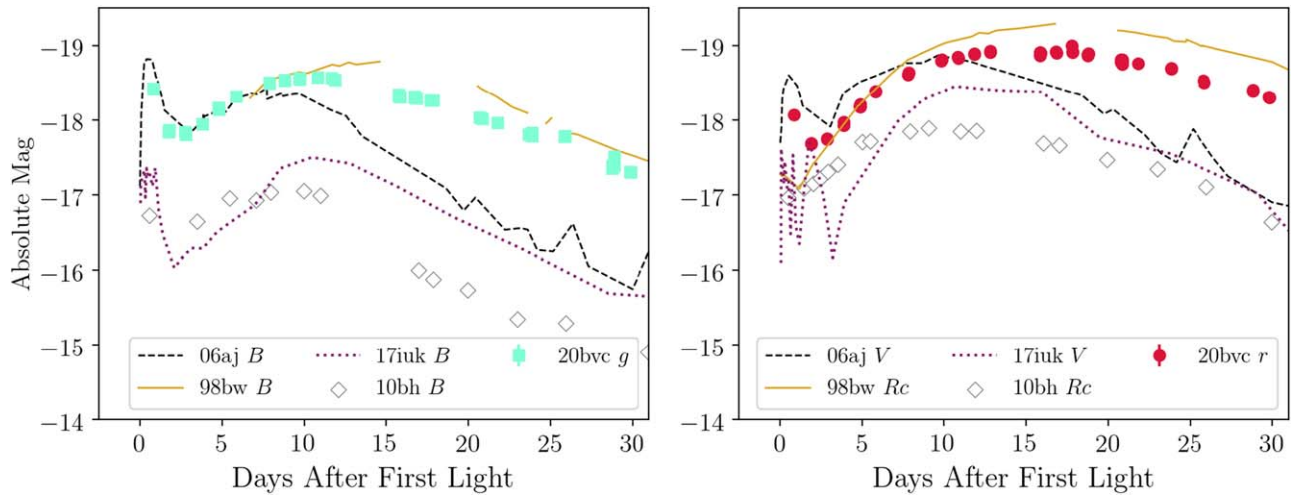 Absolute Mag
−19
−18
−17
−16
−15
−14
0 5 10 15 20 25 30
Days After First Light
06aj B 17iuk B 20bvc g
98bw B 10bh B
−19
−18
−17
−16
−15
−14
0 5 10 15 20 25 30
Days After First Light
06aj V 17iuk V 20bvc r
98bw Rc 10bh Rc